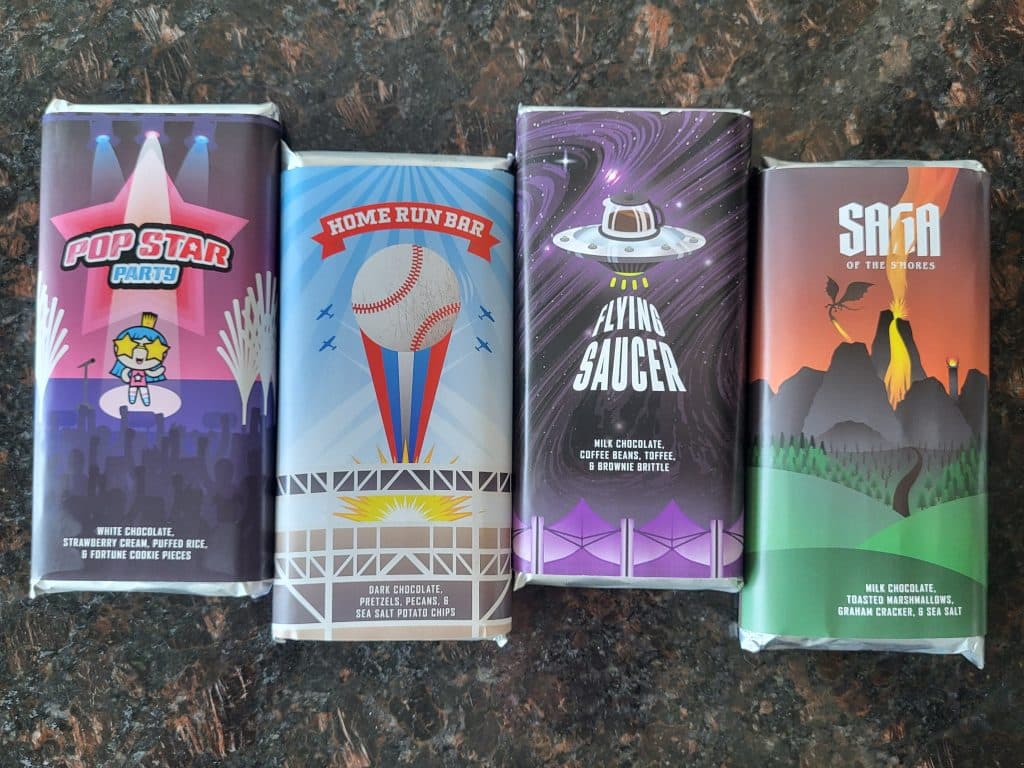 POP STAR
PARTY
WHITE CHOCOLATE,
STRAWBERRY CREAM, PUFFED RICE,
& FORTUNE COOKIE PIECES
HOME RUN BAR
DARK CHOCOLATE,
PRETZELS, PECANS, &
SEA SALT POTATO CHIPS
FLYING
SAUCER
MILK CHOCOLATE,
COFFEE BEANS, TOFFEE,
& BROWNIE BRITTLE
SAGA
OF THE S'MORES
MILK CHOCOLATE,
TOASTED MARSHMALLOWS,
GRAHAM CRACKER, & SEA SALT